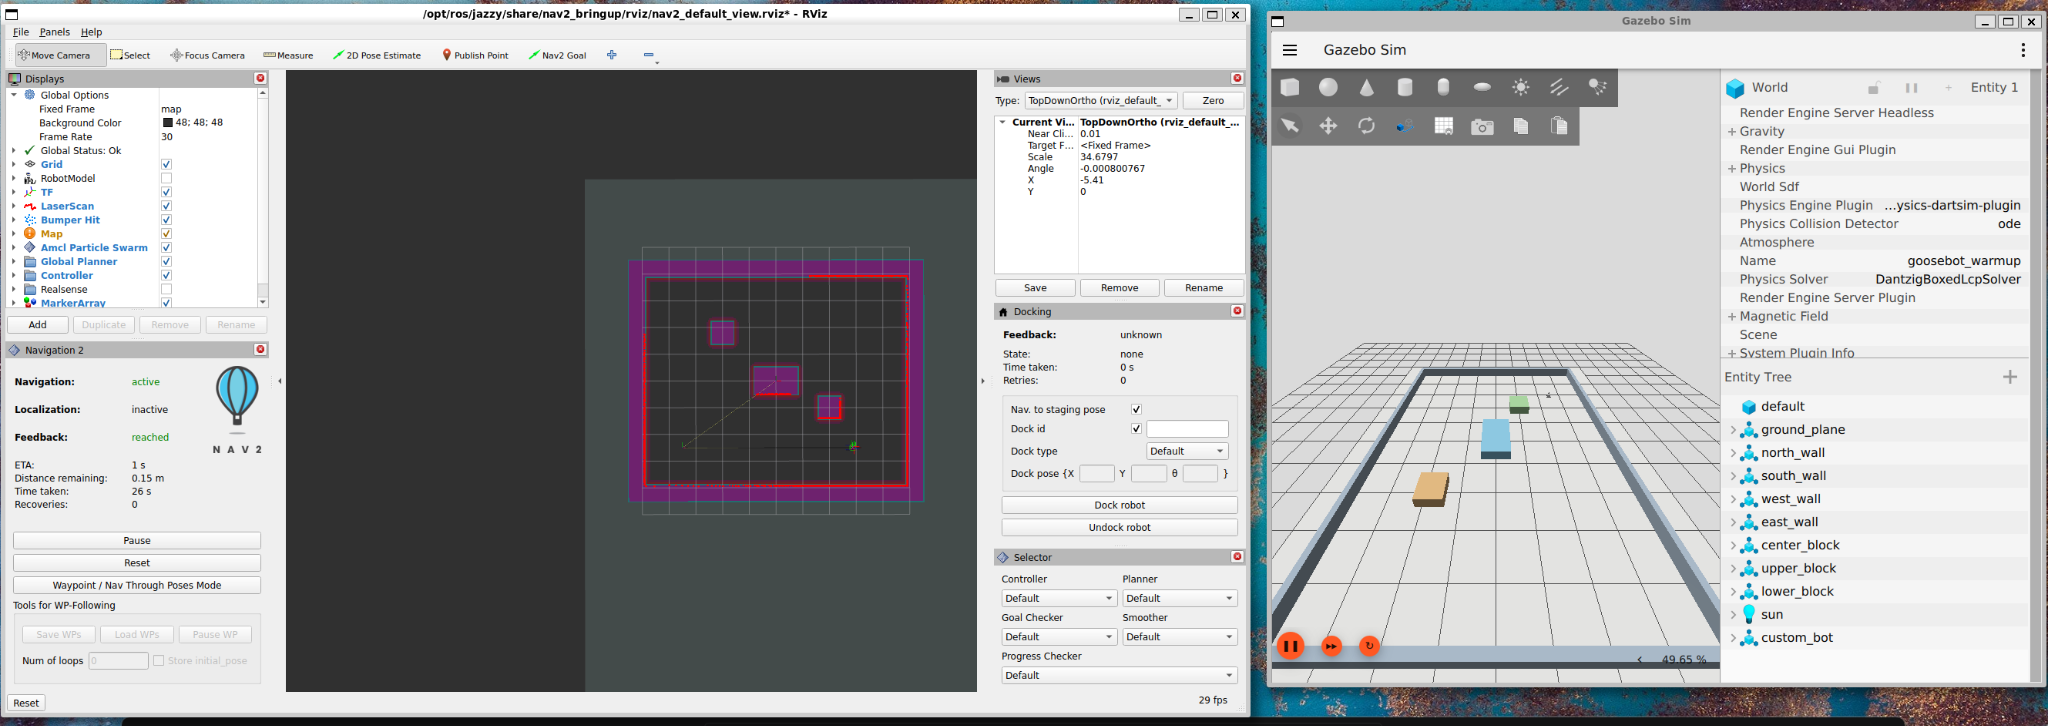 /opt/ros/jazzy/share/nav2_bringup/rviz/nav2_default_view.rviz* - RViz
File Panels Help
Move Camera Select Focus Camera Measure 2D Pose Estimate Publish Point Nav2 Goal
Displays
Global Options
Fixed Frame map
Background Color 48; 48; 48
Frame Rate 30
Global Status: Ok
Grid
RobotModel
TF
LaserScan
Bumper Hit
Map
Amcl Particle Swarm
Global Planner
Controller
Realsense
MarkerArray
Add Duplicate Remove Rename
Navigation 2
Navigation: active
Localization: inactive
Feedback: reached
NAV2
ETA: 1 s
Distance remaining: 0.15 m
Time taken: 26 s
Recoveries: 0
Pause
Reset
Waypoint / Nav Through Poses Mode
Tools for WP-Following
Save WPs Load WPs Pause WP
Num of loops 0 Store initial_pose
Reset
Views
Type: TopDownOrtho (rviz_default_ Zero
Current Vi... TopDownOrtho (rviz_default_...
Near Cli... 0.01
Target F... <Fixed Frame>
Scale 34.6797
Angle -0.000800767
X -5.41
Y 0
Save Remove Rename
Docking
Feedback: unknown
State: none
Time taken: 0 s
Retries: 0
Nav. to staging pose
Dock id
Dock type Default
Dock pose {X Y θ }
Dock robot
Undock robot
Selector
Controller Planner
Default Default
Goal Checker Smoother
Default Default
Progress Checker
Default
29 fps
Gazebo Sim
Gazebo Sim
World Entity 1
Render Engine Server Headless
+ Gravity
Render Engine Gui Plugin
+ Physics
World Sdf
Physics Engine Plugin ...ysics-dartsim-plugin
Physics Collision Detector ode
Atmosphere
Name goosebot_warmup
Physics Solver DantzigBoxedLcpSolver
Render Engine Server Plugin
+ Magnetic Field
Scene
+ System Plugin Info
Entity Tree
default
ground_plane
north_wall
south_wall
west_wall
east_wall
center_block
upper_block
lower_block
sun
custom_bot
49.65 %